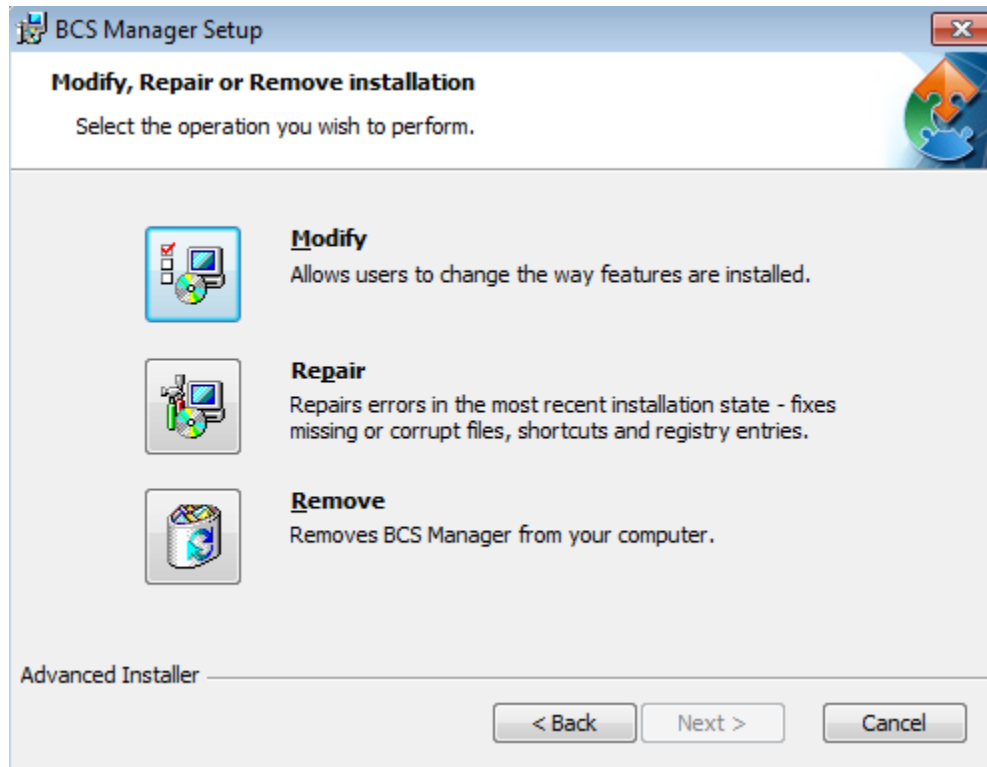 BCS Manager Setup
Modify, Repair or Remove installation
Select the operation you wish to perform.
Modify
Allows users to change the way features are installed.
Repair
Repairs errors in the most recent installation state - fixes
missing or corrupt files, shortcuts and registry entries.
Remove
Removes BCS Manager from your computer.
Advanced Installer
< Back
Next >
Cancel